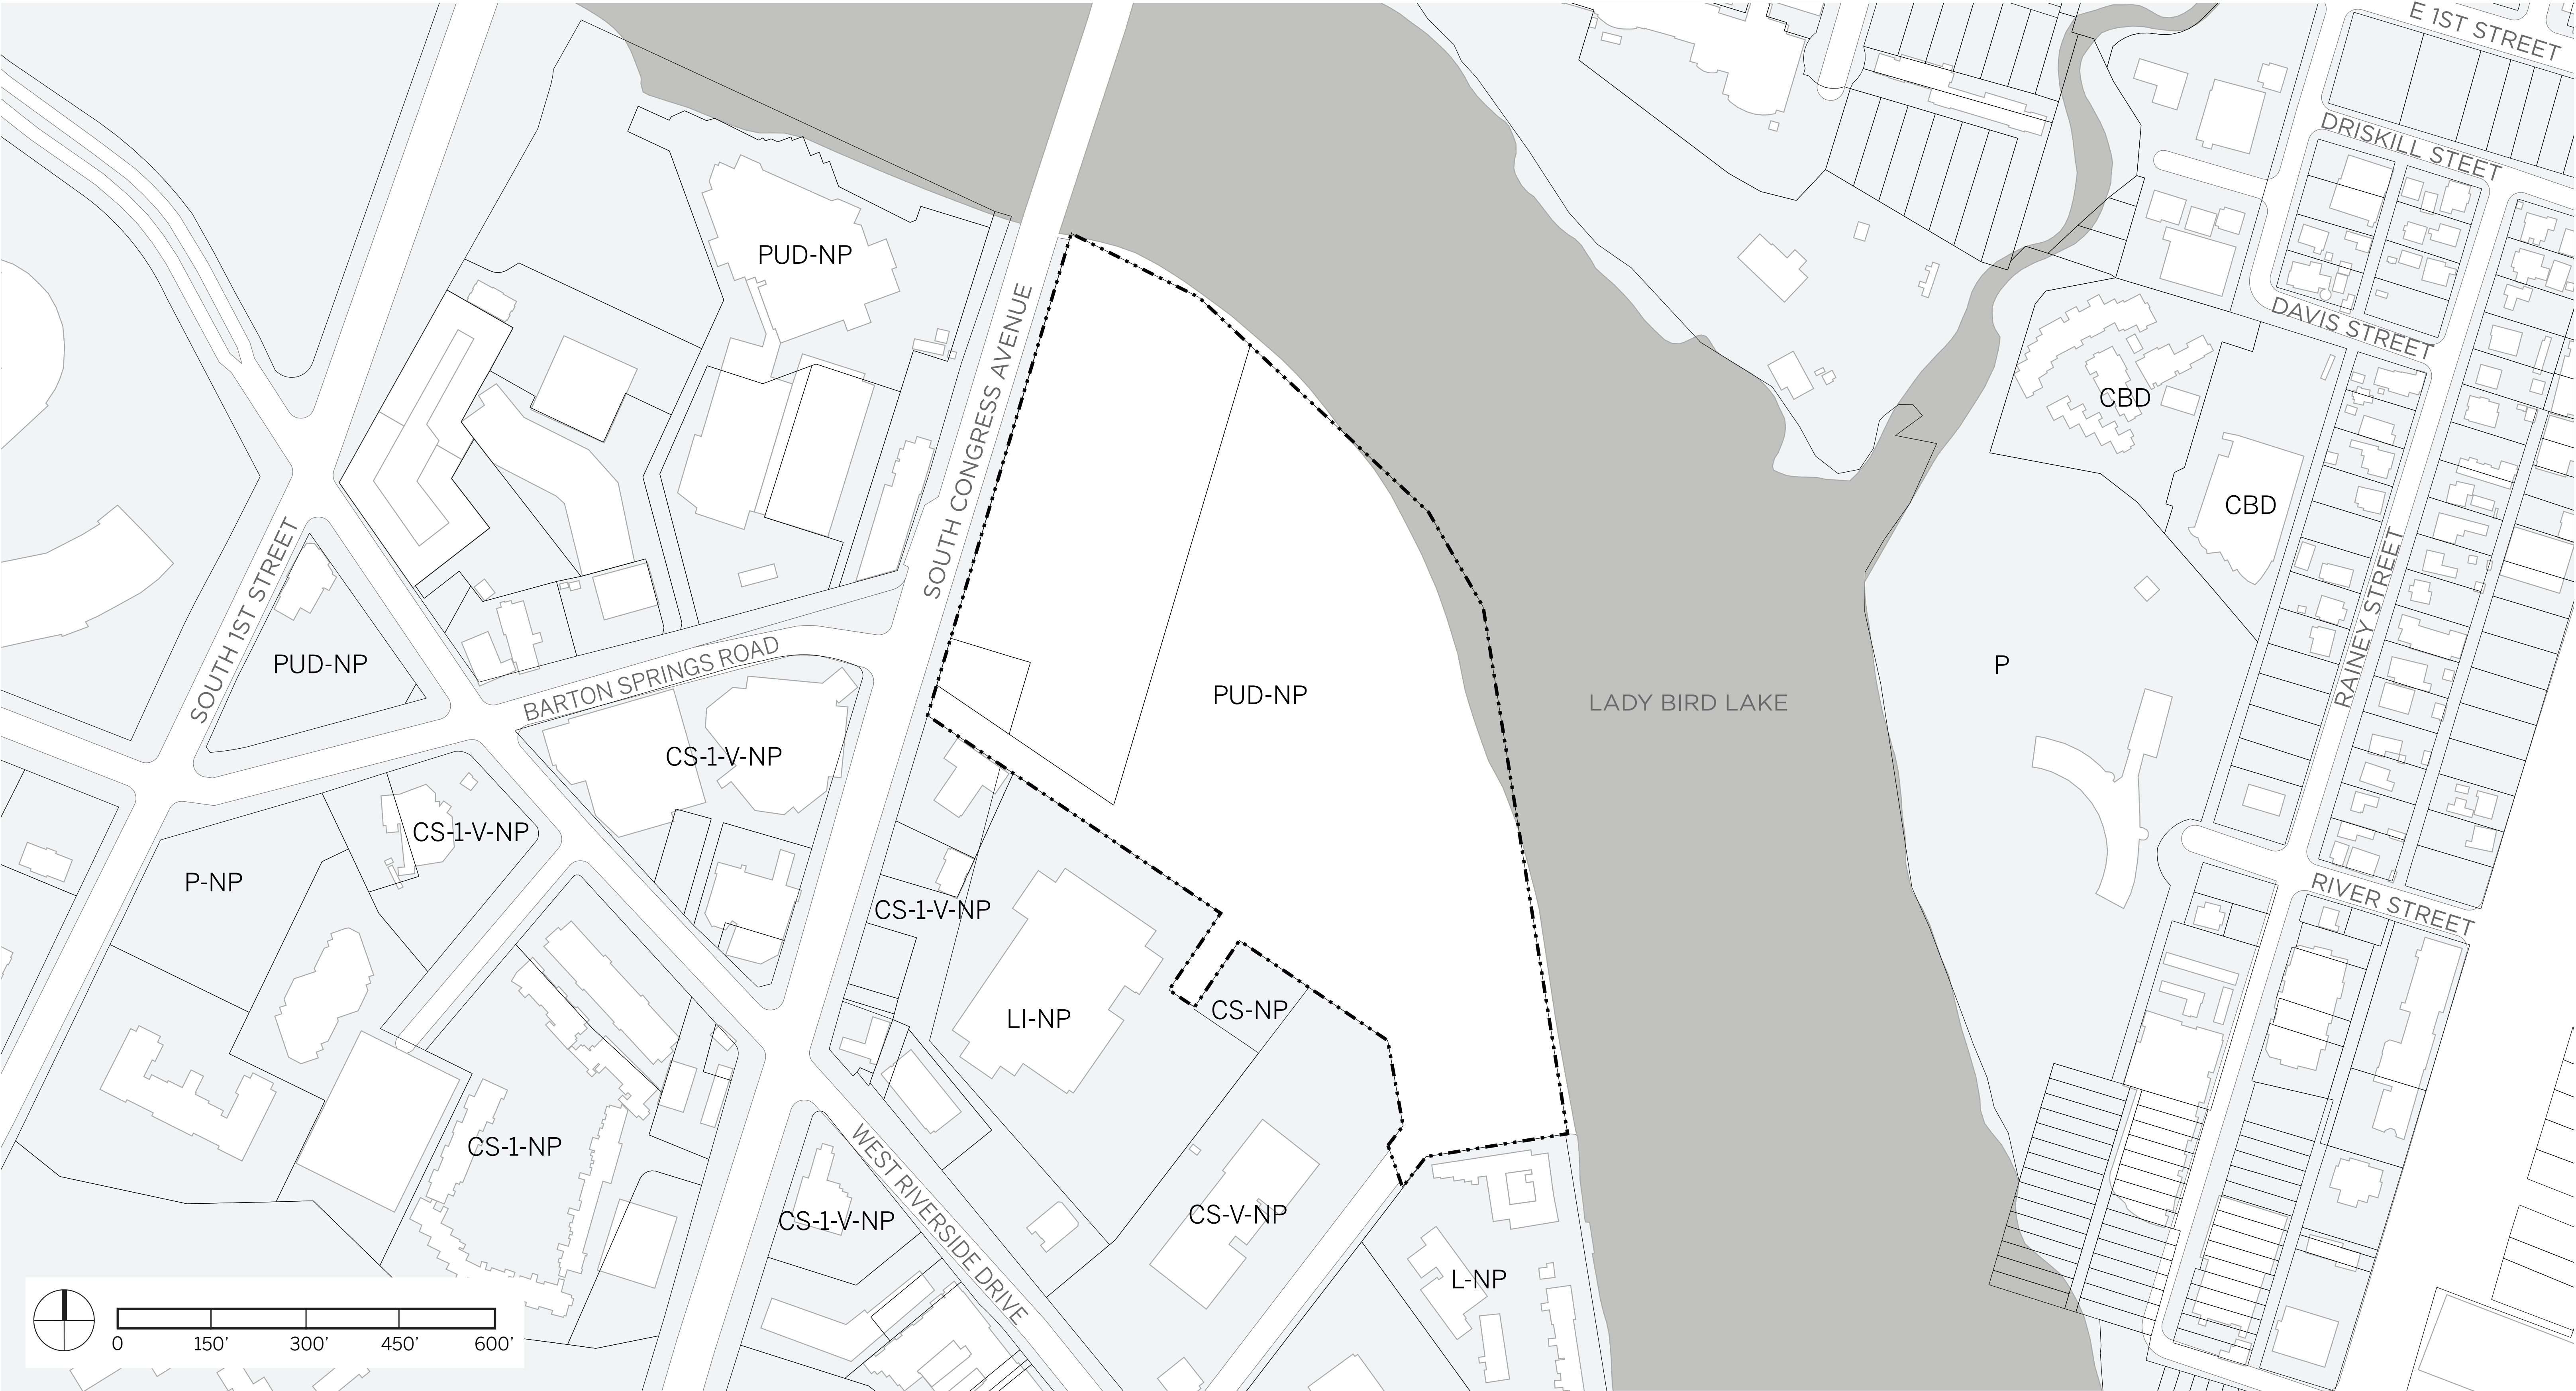 E 1ST STREET
DRISKILL STEET
PUD-NP
DAVIS STREET
SOUTH CONGRESS AVENUE
CBD
CBD
SOUTH 1ST STREET
PUD-NP
BARTON SPRINGS ROAD
PUD-NP
LADY BIRD LAKE
P
RAINEY STREET
CS-1-V-NP
CS-1-V-NP
P-NP
CS-1-V-NP
RIVER STREET
LI-NP
CS-NP
CS-1-NP
CS-1-V-NP
WEST RIVERSIDE DRIVE
CS-V-NP
L-NP
0 150' 300' 450' 600'